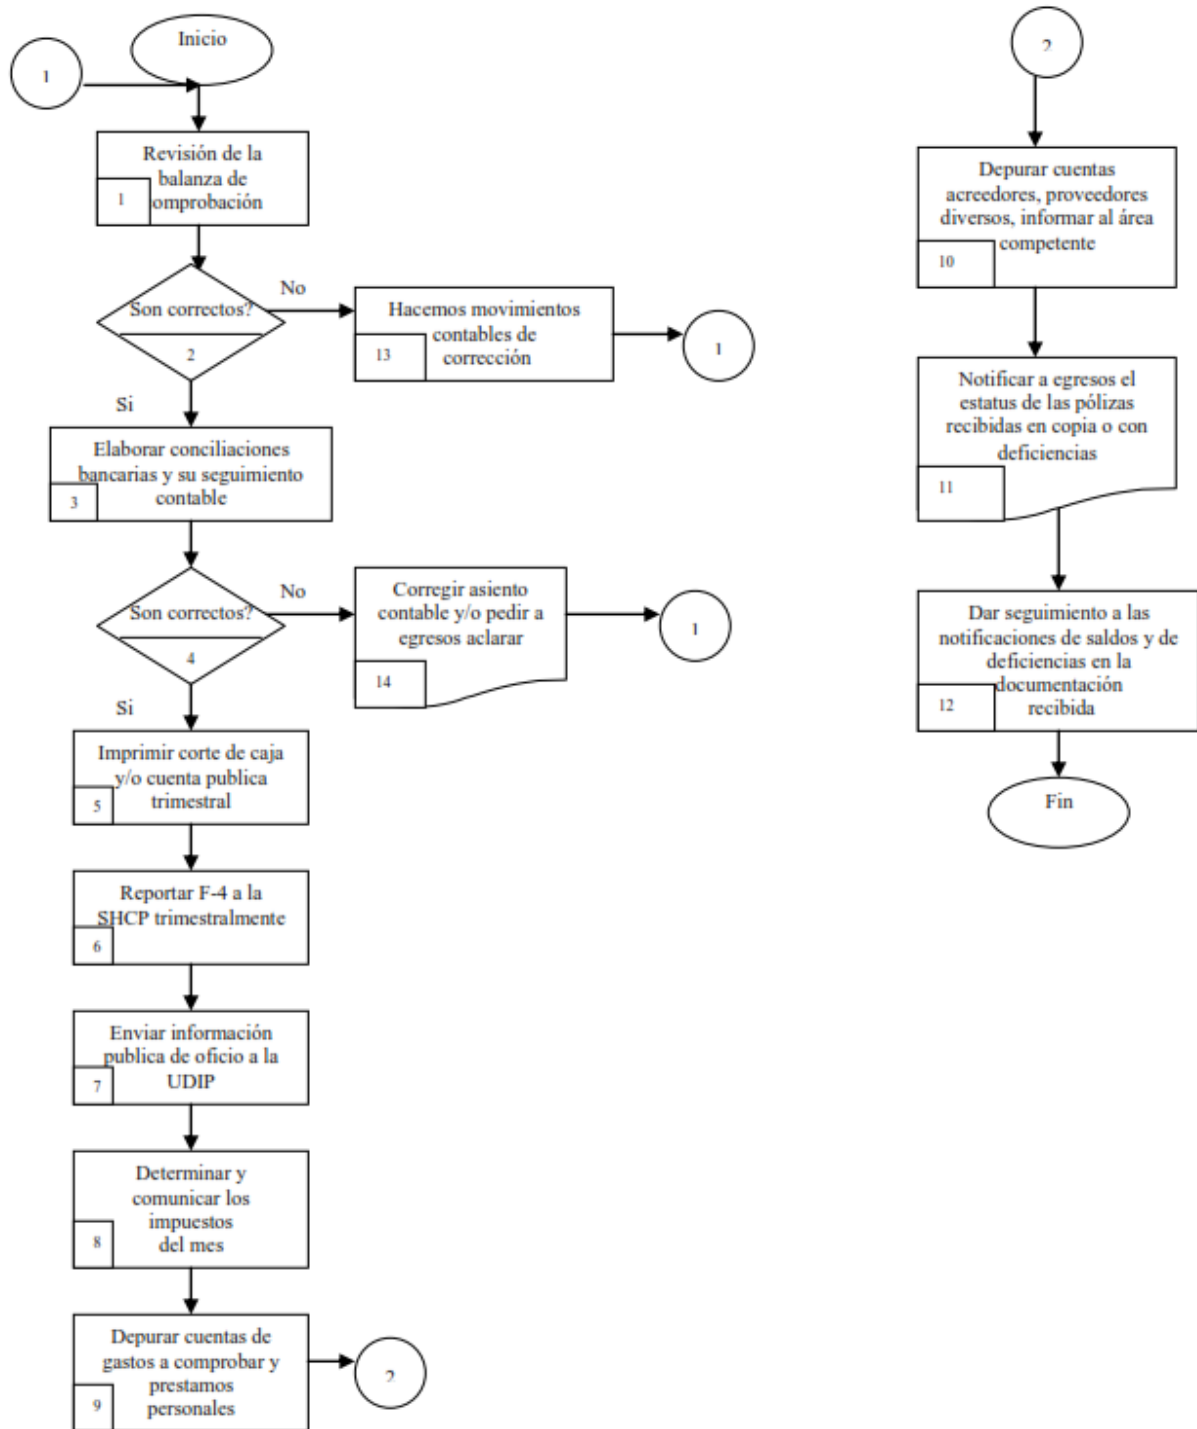 Inicio
1
Revisión de la
balanza de
omprobación
1
Son correctos?
2
No
Hacemos movimientos
contables de
corrección
13
1
Si
Elaborar conciliaciones
bancarias y su seguimiento
contable
3
Son correctos?
4
No
Corregir asiento
contable y/o pedir a
egresos aclarar
14
1
Si
Imprimir corte de caja
y/o cuenta publica
trimestral
5
Reportar F-4 a la
SHCP trimestralmente
6
Enviar información
publica de oficio a la
UDIP
7
Determinar y
comunicar los
impuestos
del mes
8
Depurar cuentas de
gastos a comprobar y
prestamos
personales
9
2
2
Depurar cuentas
acreedores, proveedores
diversos, informar al área
competente
10
Notificar a egresos el
estatus de las pólizas
recibidas en copia o con
deficiencias
11
Dar seguimiento a las
notificaciones de saldos y de
deficiencias en la
documentación
recibida
12
Fin